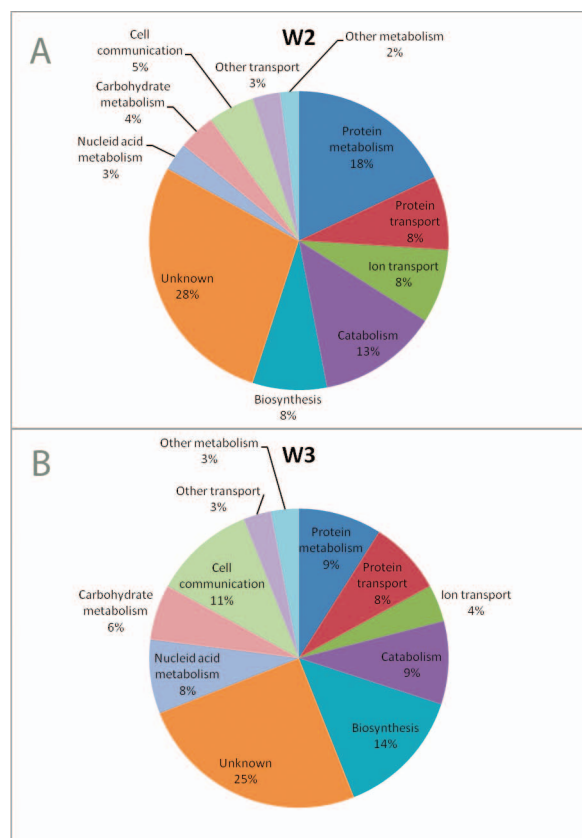 A
W2
Cell
communication
5%
Other metabolism
2%
Other transport
3%
Carbohydrate
metabolism
4%
Nucleid acid
metabolism
3%
Protein
metabolism
18%
Protein
transport
8%
Ion transport
8%
Unknown
28%
Catabolism
13%
Biosynthesis
8%
B
W3
Other metabolism
3%
Other transport
3%
Protein
metabolism
9%
Cell
communication
11%
Protein
transport
8%
Ion transport
4%
Carbohydrate
metabolism
6%
Nucleid acid
metabolism
8%
Catabolism
9%
Biosynthesis
14%
Unknown
25%